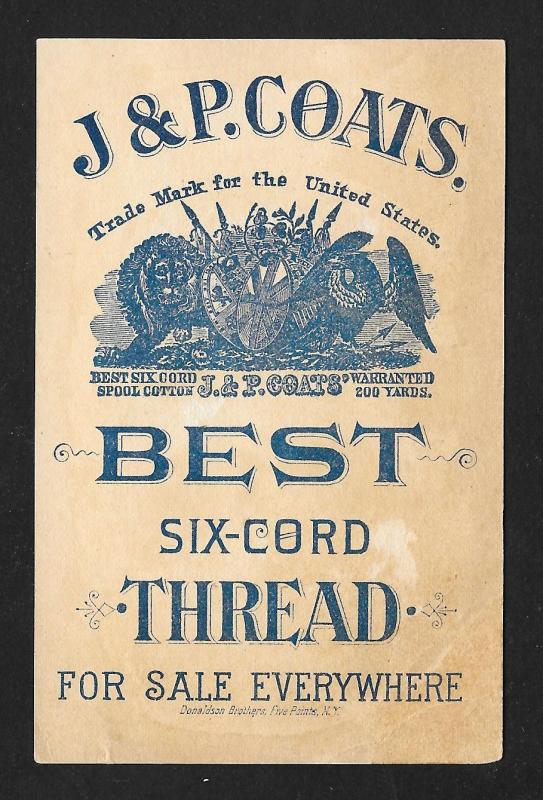 J & P. COATS.
Trade Mark for the United States.
BEST SIX CORD
SPOOL COTTON
J. & P. COATS'
WARRANTED
200 YARDS.
BEST
SIX-CORD
THREAD
FOR SALE EVERYWHERE
Donaldson Brothers, Five Points, N.Y.